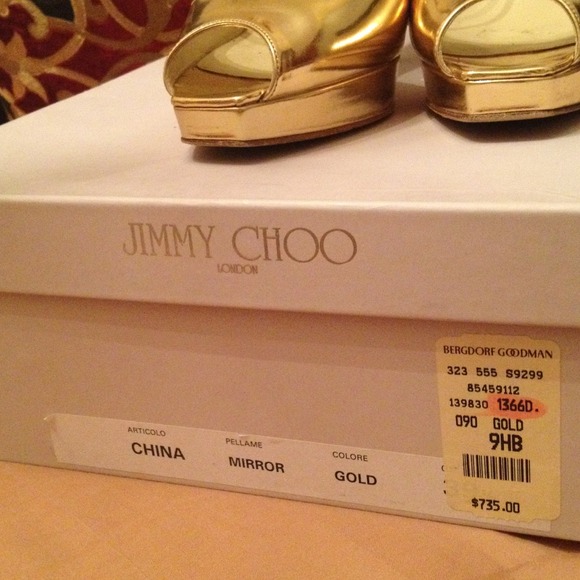 JIMMY CHOO
LONDON
BERGDORF GOODMAN
323 555 S9299
85459112
139830 1366D.
090 GOLD
9HB
$735.00
ARTICOLO
CHINA
PELLAME
MIRROR
COLORE
GOLD